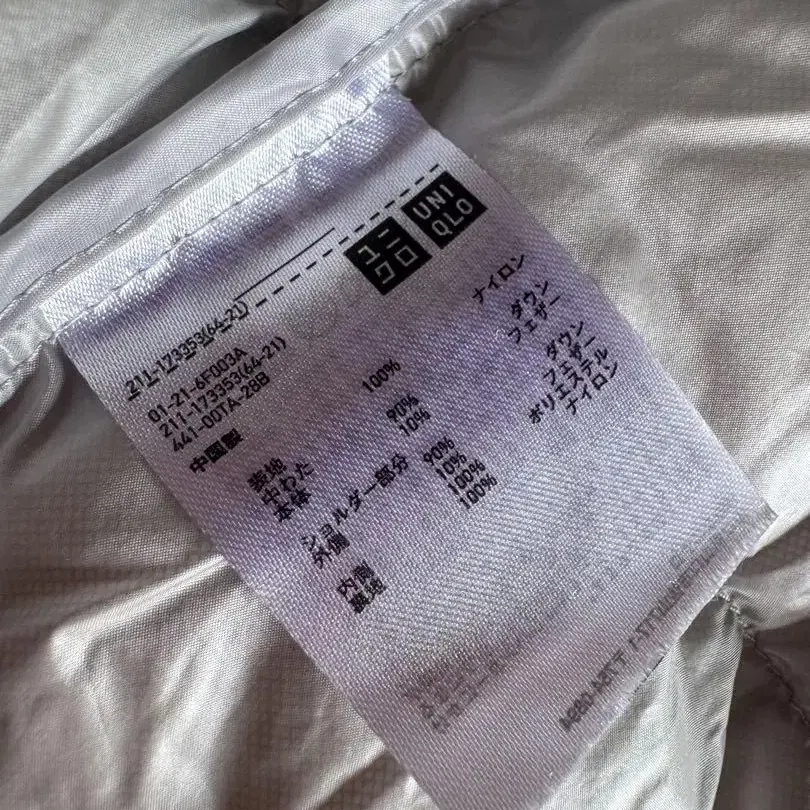 ユニ
クロ
UNI
QLO
211-173353(64-21)
01-21-6F003A
211-173353(64-21)
441-00TA-28B
中国製
表地 100% ナイロン
中わた
本体 90% ダウン
10% フェザー
ショルダー部分
外側 90% ダウン
10% フェザー
内側 100% ポリエステル
裏地 100% ナイロン